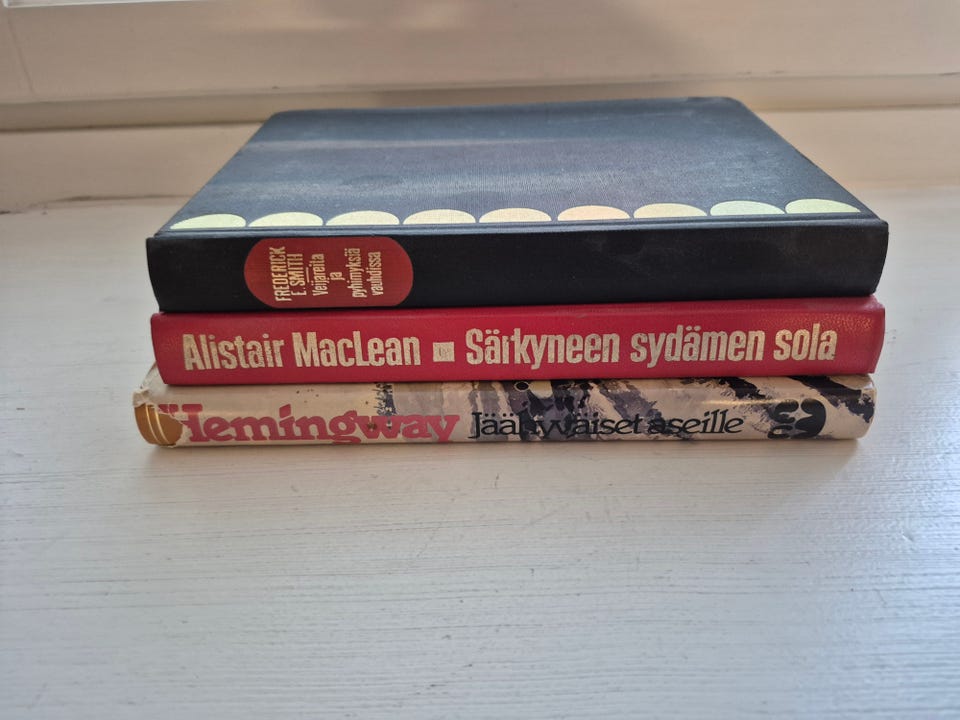 FREDERICK
E. SMITH
Veijareita
ja
pyhimyksiä
vauhdissa
Alistair MacLean Särkyneen sydämen sola
Hemingway Jäähyväiset aseille